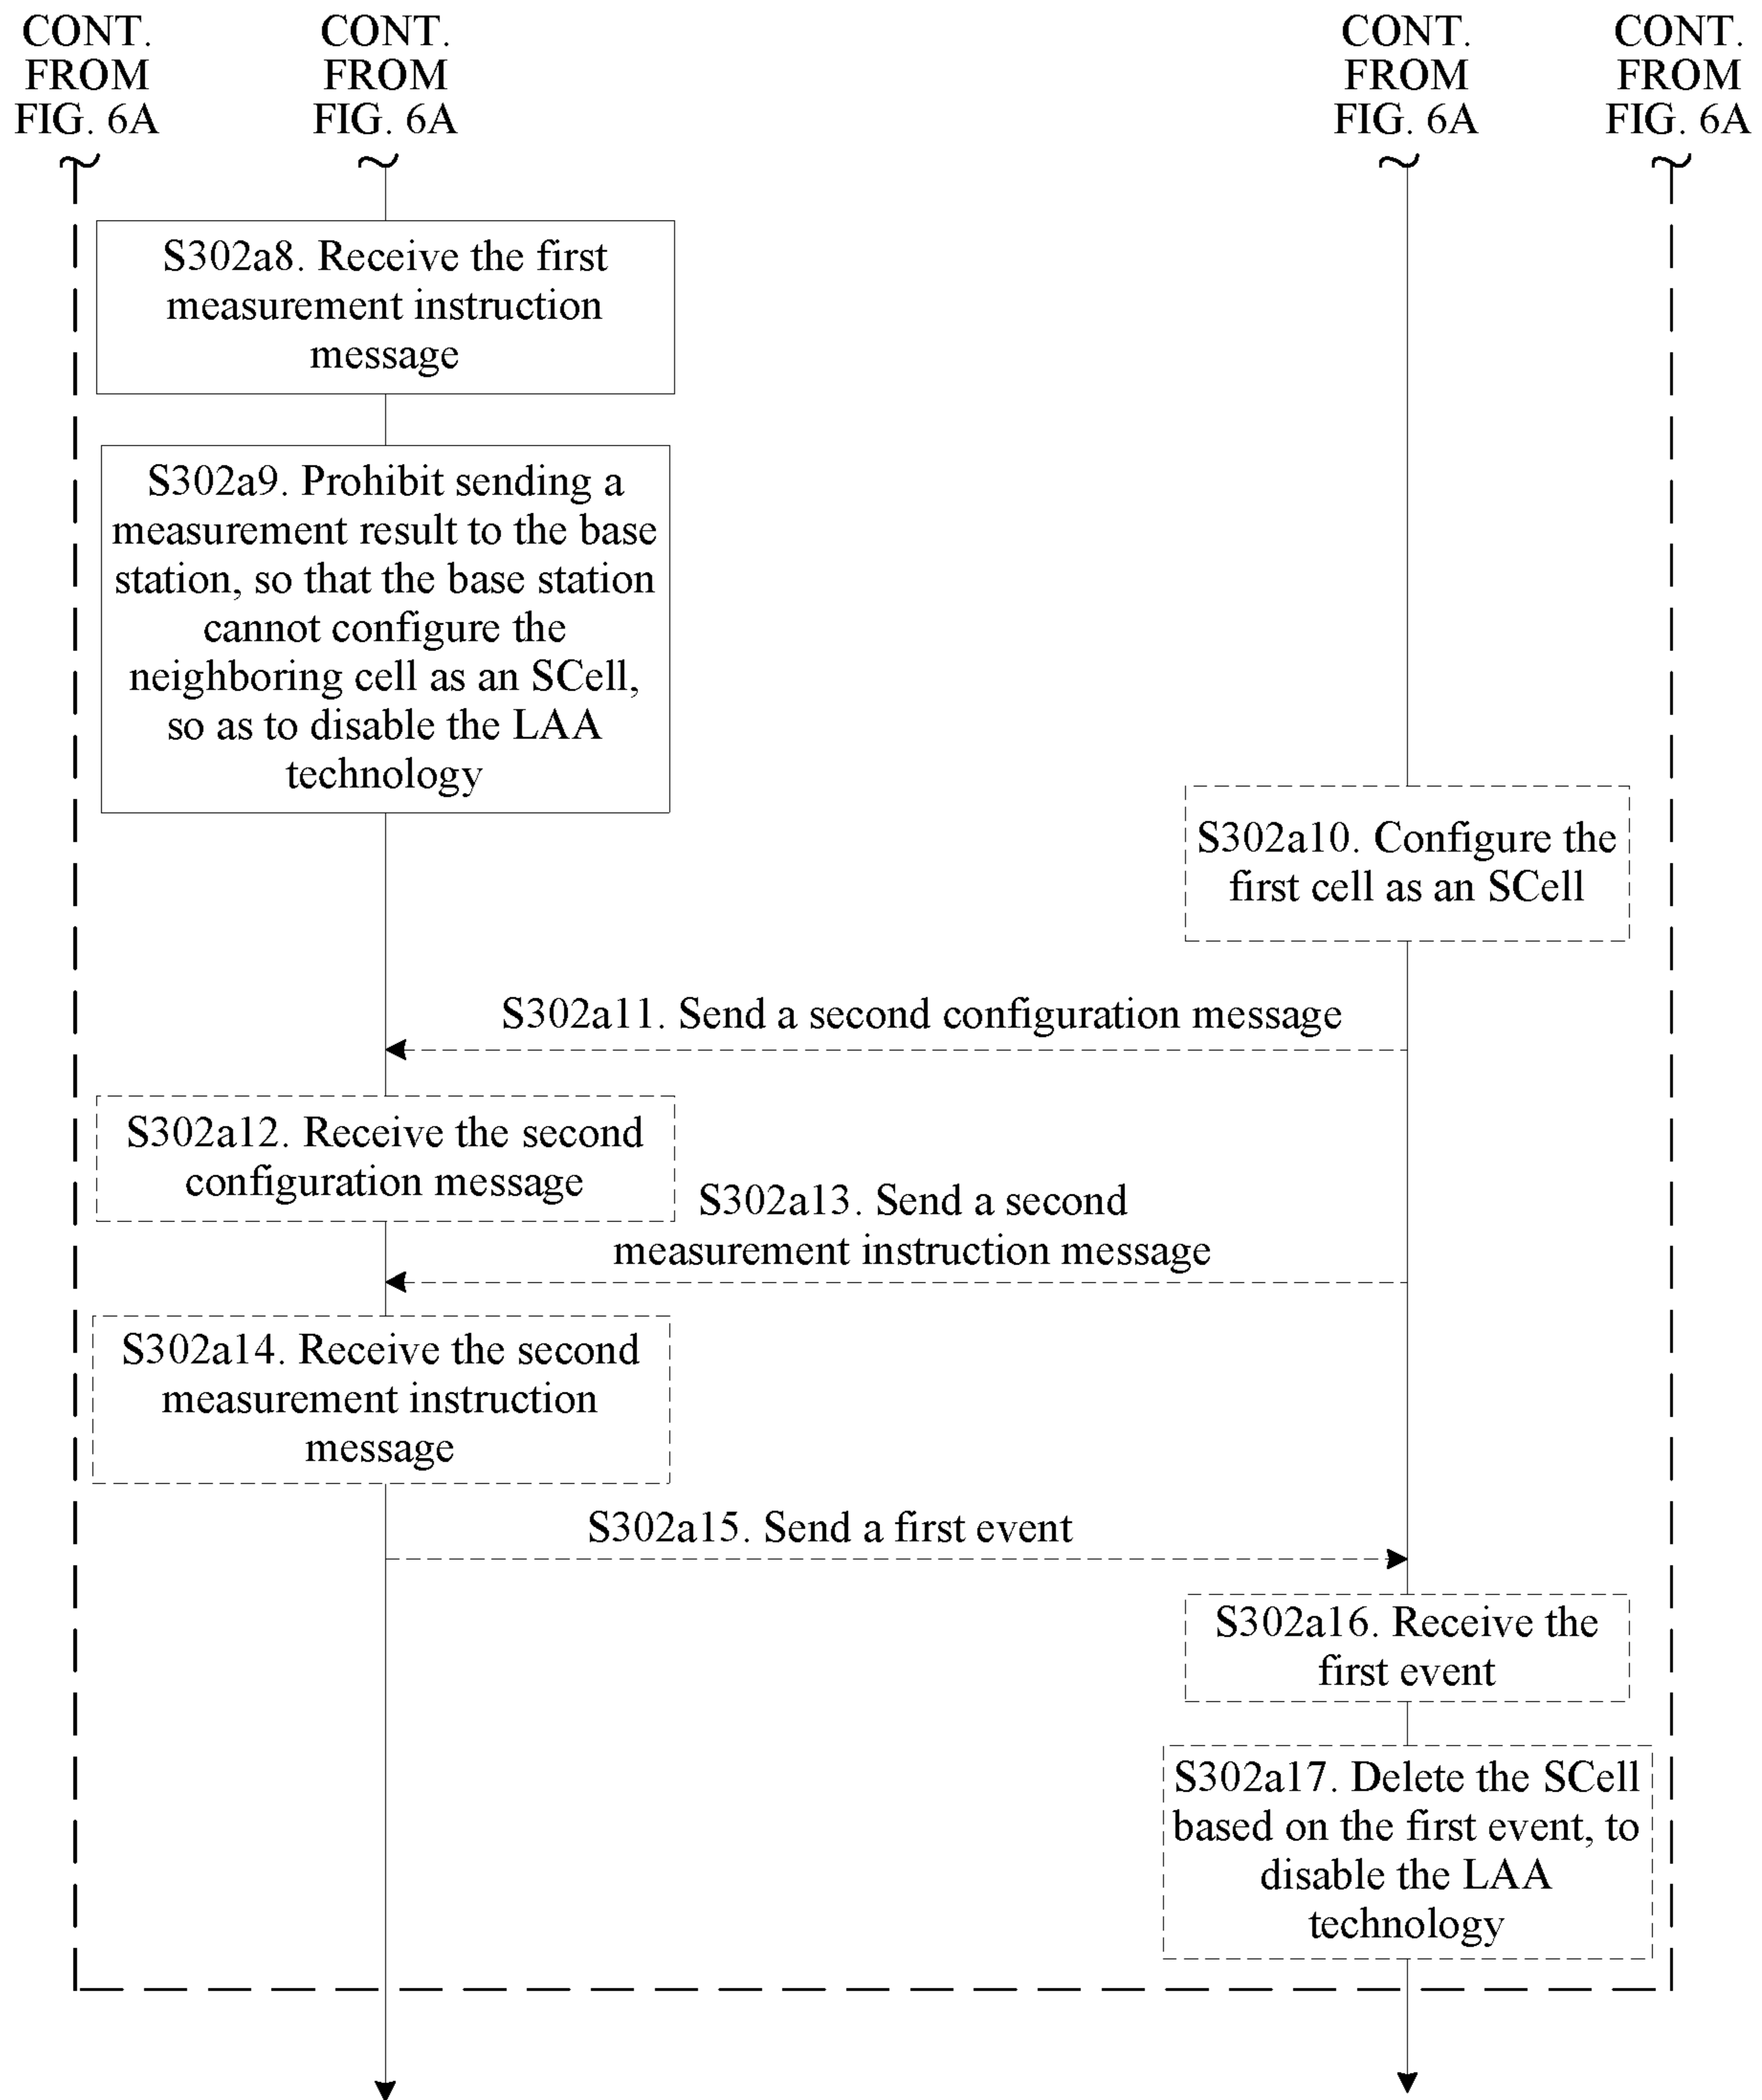 CONT.
FROM
FIG. 6A
CONT.
FROM
FIG. 6A
CONT.
FROM
FIG. 6A
CONT.
FROM
FIG. 6A
S302a8. Receive the first
measurement instruction
message
S302a9. Prohibit sending a
measurement result to the base
station, so that the base station
cannot configure the
neighboring cell as an SCell,
so as to disable the LAA
technology
S302a10. Configure the
first cell as an SCell
S302a11. Send a second configuration message
S302a12. Receive the second
configuration message
S302a13. Send a second
measurement instruction message
S302a14. Receive the second
measurement instruction
message
S302a15. Send a first event
S302a16. Receive the
first event
S302a17. Delete the SCell
based on the first event, to
disable the LAA
technology